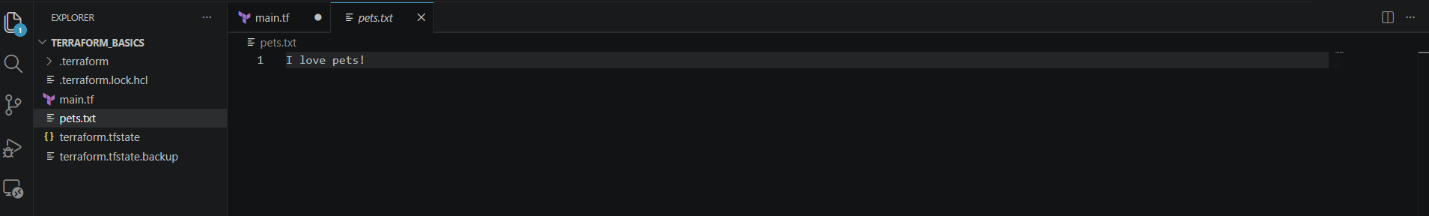 EXPLORER
TERRAFORM_BASICS
.terraform
.terraform.lock.hcl
main.tf
pets.txt
terraform.tfstate
terraform.tfstate.backup
1
main.tf
pets.txt
pets.txt
1 I love pets!